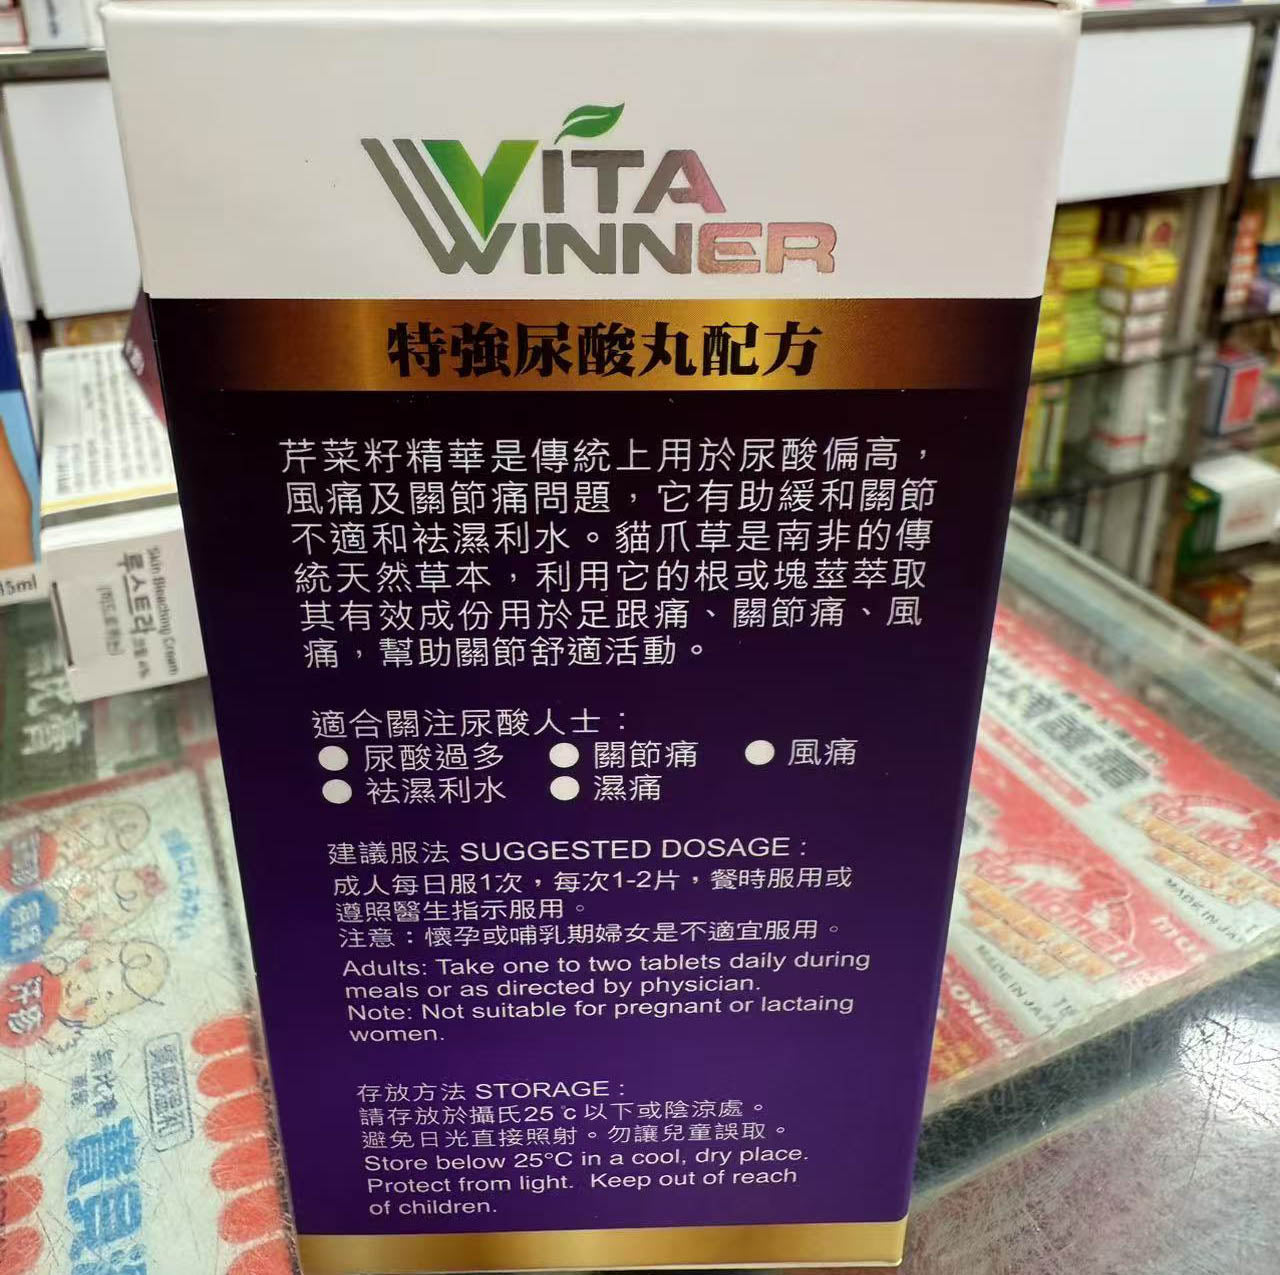 VITA
WINNER
特強尿酸丸配方
芹菜籽精華是傳統上用於尿酸偏高，
風痛及關節痛問題，它有助緩和關節
不適和祛濕利水。貓爪草是南非的傳
統天然草本，利用它的根或塊莖萃取
其有效成份用於足跟痛、關節痛、風
痛，幫助關節舒適活動。
適合關注尿酸人士：
● 尿酸過多 ● 關節痛 ● 風痛
● 祛濕利水 ● 濕痛
建議服法 SUGGESTED DOSAGE :
成人每日服1次，每次1-2片，餐時服用或
遵照醫生指示服用。
注意：懷孕或哺乳期婦女是不適宜服用。
Adults: Take one to two tablets daily during
meals or as directed by physician.
Note: Not suitable for pregnant or lactaing
women.
存放方法 STORAGE :
請存放於攝氏25℃以下或陰涼處。
避免日光直接照射。勿讓兒童誤取。
Store below 25°C in a cool, dry place.
Protect from light. Keep out of reach
of children.
15ml
Skin Bleaching Cream
루스트라